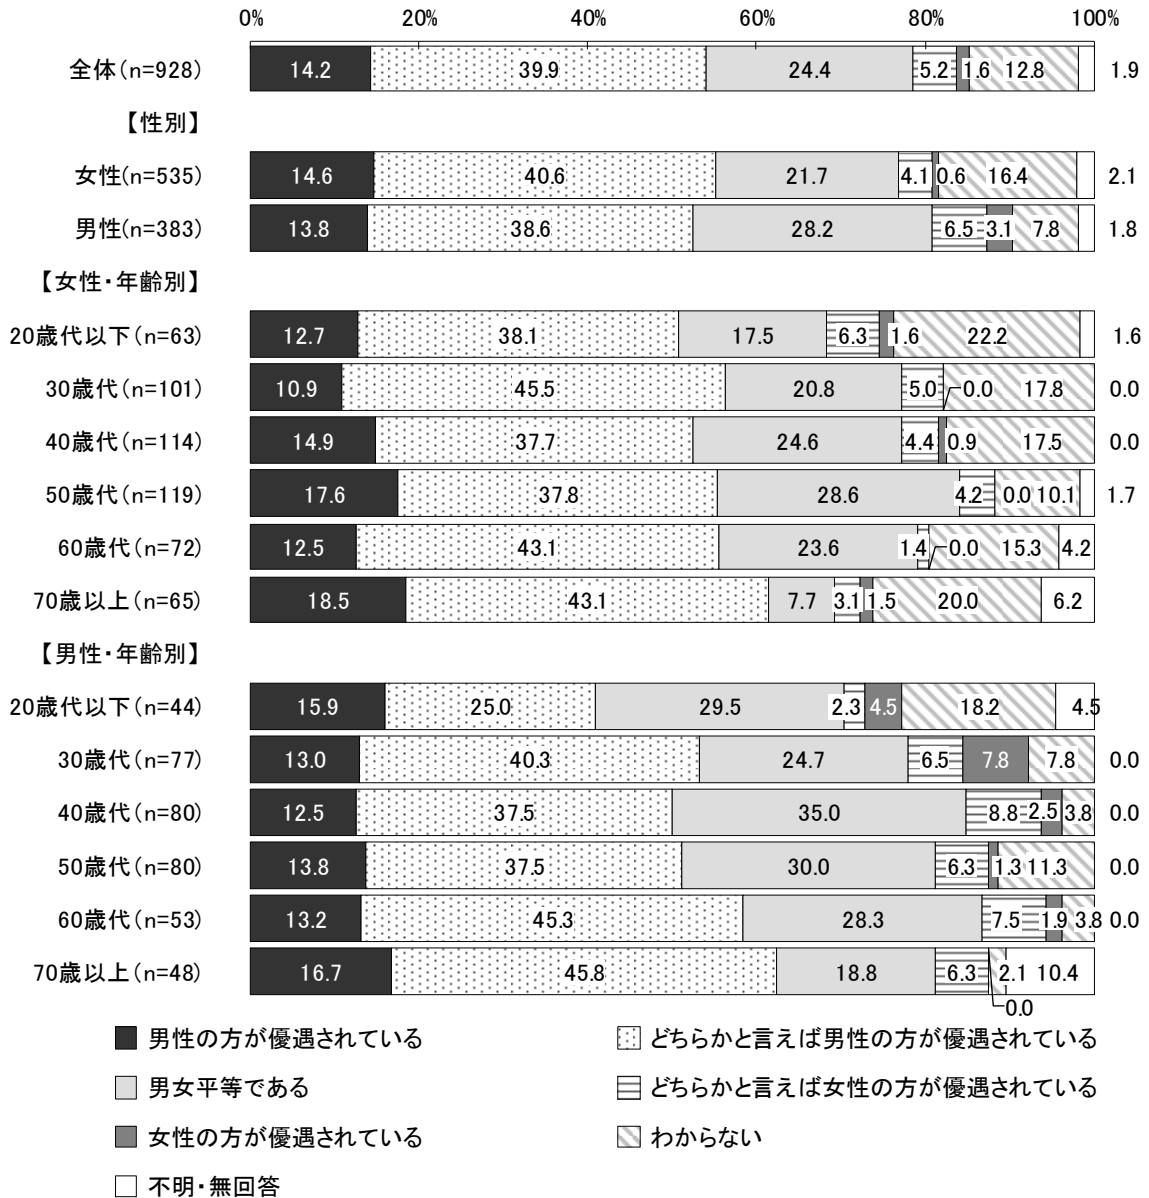 0% 20% 40% 60% 80% 100%
全体(n=928) 14.2 39.9 24.4 5.2 1.6 12.8 1.9
【性別】
女性(n=535) 14.6 40.6 21.7 4.1 0.6 16.4 2.1
男性(n=383) 13.8 38.6 28.2 6.5 3.1 7.8 1.8
【女性・年齢別】
20歳代以下(n=63) 12.7 38.1 17.5 6.3 1.6 22.2 1.6
30歳代(n=101) 10.9 45.5 20.8 5.0 0.0 17.8 0.0
40歳代(n=114) 14.9 37.7 24.6 4.4 0.9 17.5 0.0
50歳代(n=119) 17.6 37.8 28.6 4.2 0.0 10.1 1.7
60歳代(n=72) 12.5 43.1 23.6 1.4 0.0 15.3 4.2
70歳以上(n=65) 18.5 43.1 7.7 3.1 1.5 20.0 6.2
【男性・年齢別】
20歳代以下(n=44) 15.9 25.0 29.5 2.3 4.5 18.2 4.5
30歳代(n=77) 13.0 40.3 24.7 6.5 7.8 7.8 0.0
40歳代(n=80) 12.5 37.5 35.0 8.8 2.5 3.8 0.0
50歳代(n=80) 13.8 37.5 30.0 6.3 1.3 11.3 0.0
60歳代(n=53) 13.2 45.3 28.3 7.5 1.9 3.8 0.0
70歳以上(n=48) 16.7 45.8 18.8 6.3 2.1 10.4
0.0
男性の方が優遇されている どちらかと言えば男性の方が優遇されている
男女平等である どちらかと言えば女性の方が優遇されている
女性の方が優遇されている わからない
不明・無回答